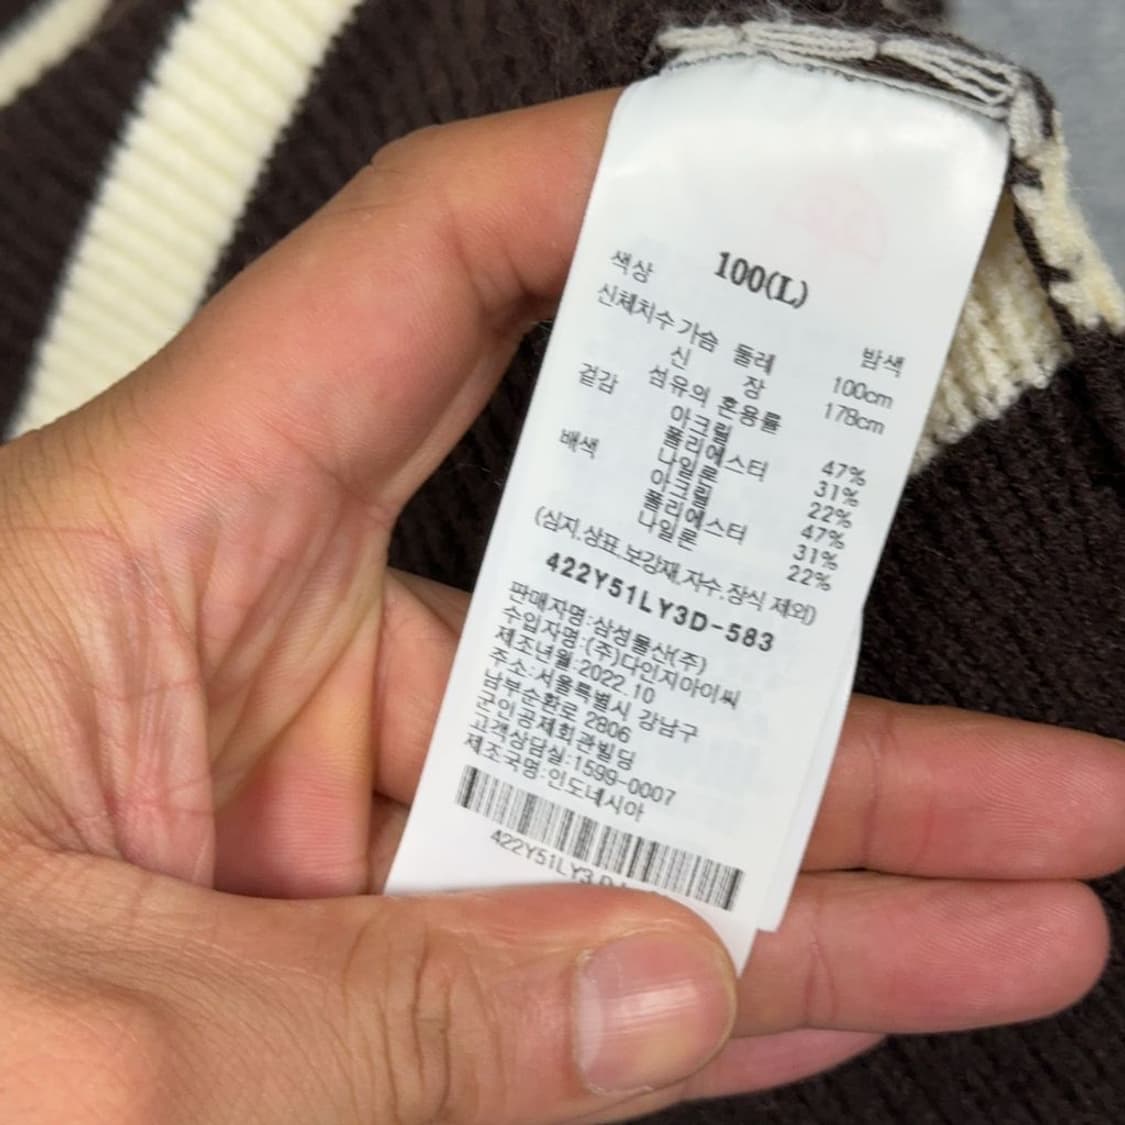 100(L)
색상 밤색
신체치수 가슴 둘레 100cm
신 장 178cm
섬유의 혼용률
겉감 아크릴 47%
폴리에스터 31%
나일론 22%
배색 아크릴 47%
폴리에스터 31%
나일론 22%
(심지.상표.보강재.자수.장식 제외)
422Y51LY3D-583
판매자명:삼성물산(주)
수입자명:(주)다인지아이씨
제조년월:2022.10
주소:서울특별시 강남구
남부순환로 2806
군인공제회관빌딩
고객상담실:1599-0007
제조국명:인도네시아
422Y51LY3D